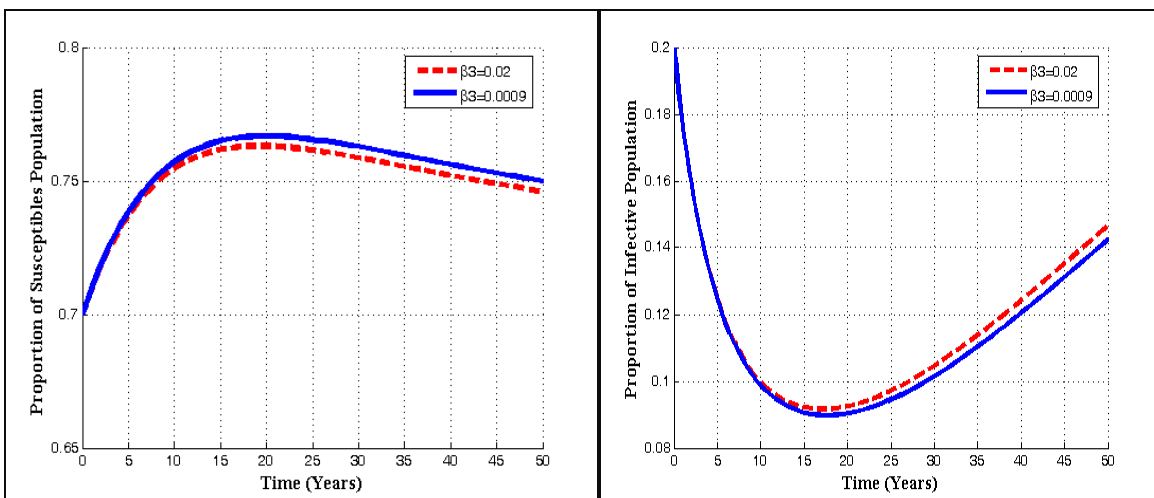 Proportion of Susceptibles Population
0.8
0.75
0.7
0.65
β3=0.02
β3=0.0009
0 5 10 15 20 25 30 35 40 45 50
Time (Years)
Proportion of Infective Population
0.2
0.18
0.16
0.14
0.12
0.1
0.08
β3=0.02
β3=0.0009
0 5 10 15 20 25 30 35 40 45 50
Time (Years)